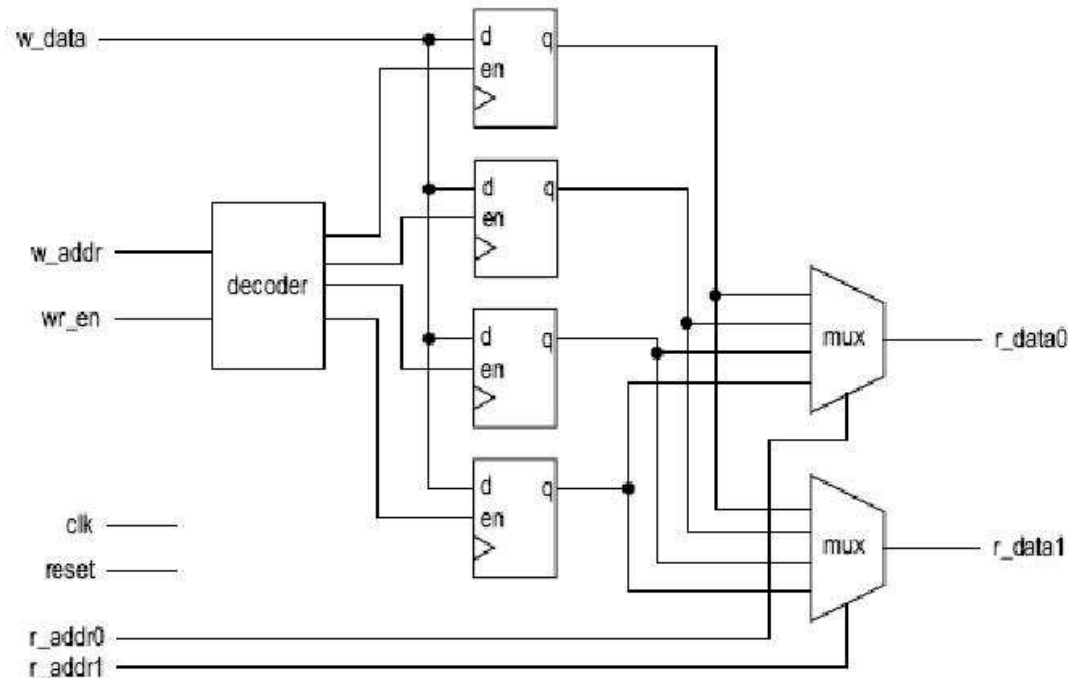 w_data
d
q
en
d
q
en
w_addr
decoder
wr_en
d
q
en
mux
r_data0
d
q
en
clk
reset
mux
r_data1
r_addr0
r_addr1